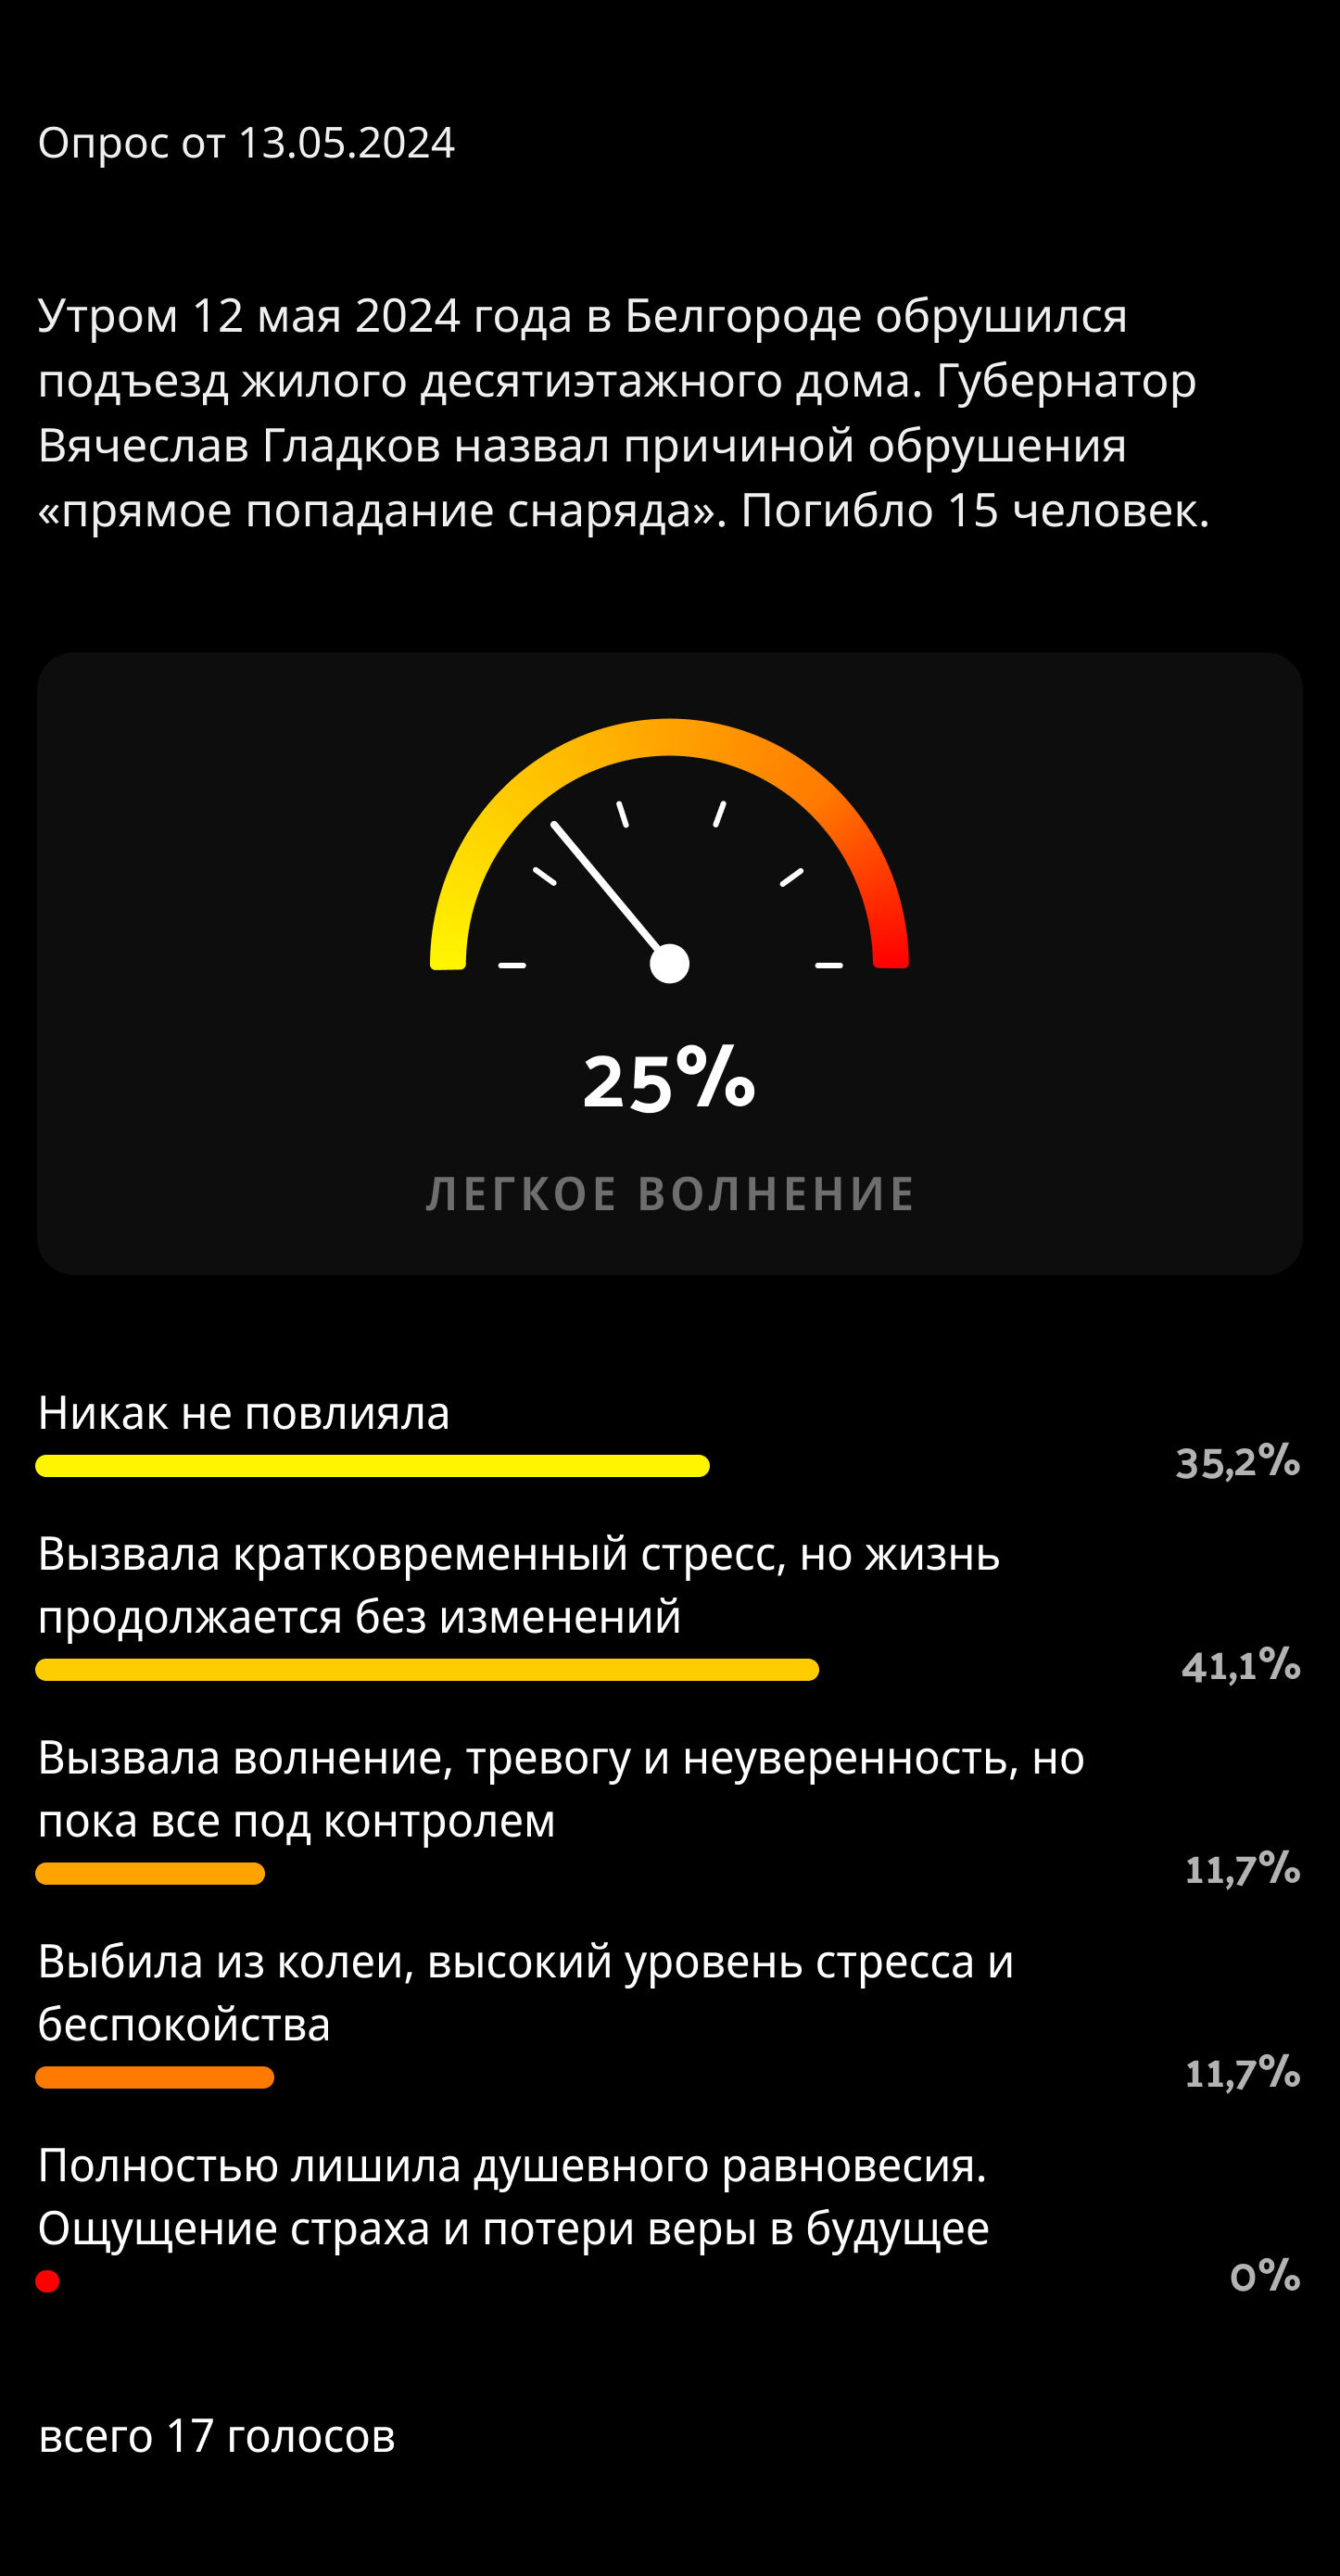 Опрос от 13.05.2024
Утром 12 мая 2024 года в Белгороде обрушился
подъезд жилого десятиэтажного дома. Губернатор
Вячеслав Гладков назвал причиной обрушения
«прямое попадание снаряда». Погибло 15 человек.
25%
ЛЕГКОЕ ВОЛНЕНИЕ
Никак не повлияла
35,2%
Вызвала кратковременный стресс, но жизнь
продолжается без изменений
41,1%
Вызвала волнение, тревогу и неуверенность, но
пока все под контролем
11,7%
Выбила из колеи, высокий уровень стресса и
беспокойства
11,7%
Полностью лишила душевного равновесия.
Ощущение страха и потери веры в будущее
0%
всего 17 голосов